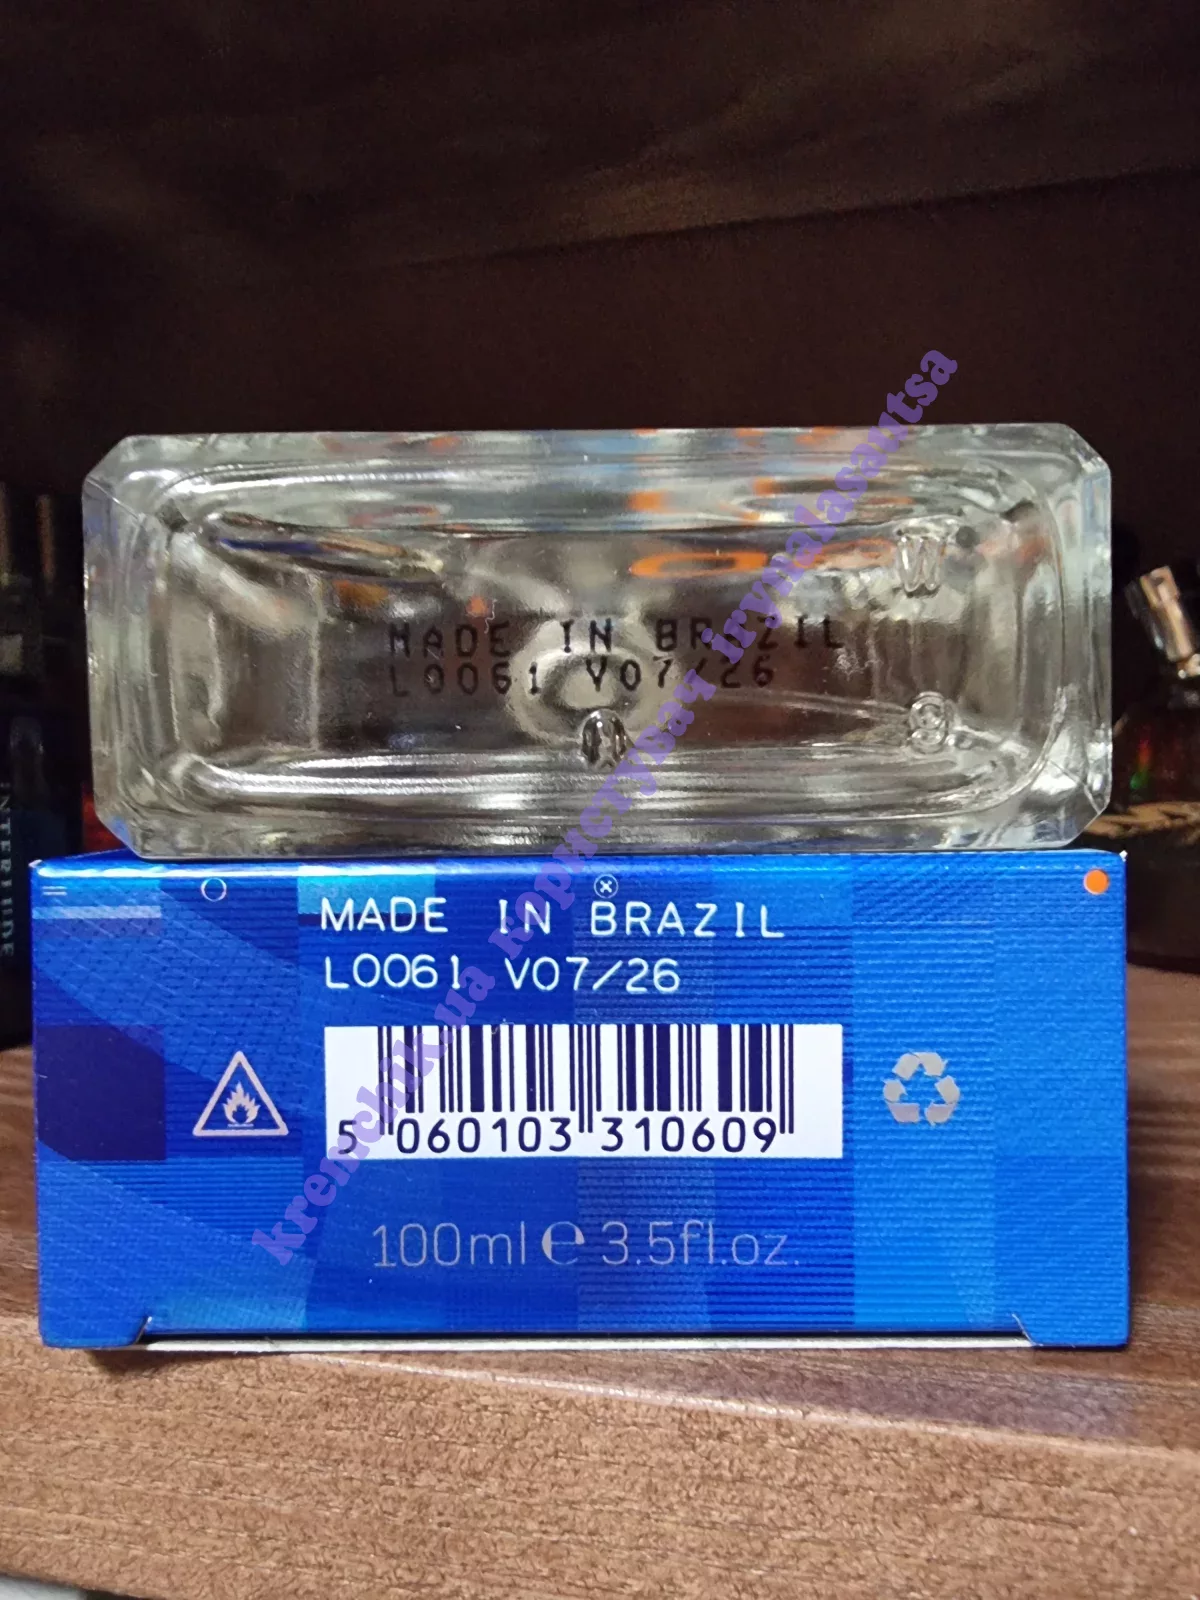 MADE IN BRAZIL
L0061 V07/26
MADE IN BRAZIL
L0061 V07/26
5 060103 310609
100ml e 3.5fl.oz.
kremchik.ua користувач irynalasantsa